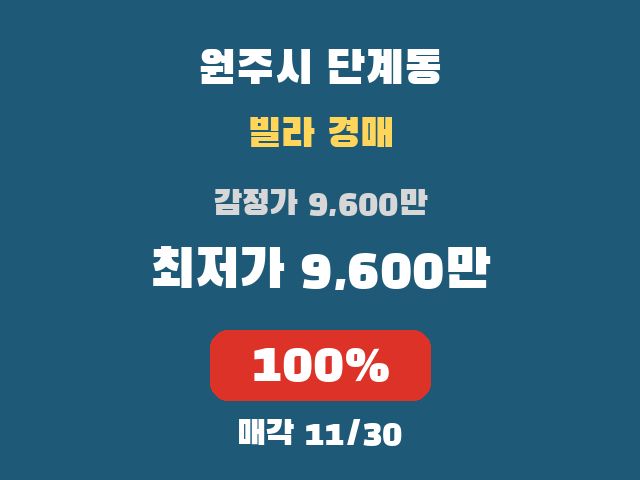 원주시 단계동
빌라 경매
감정가 9,600만
최저가 9,600만
100%
매각 11/30